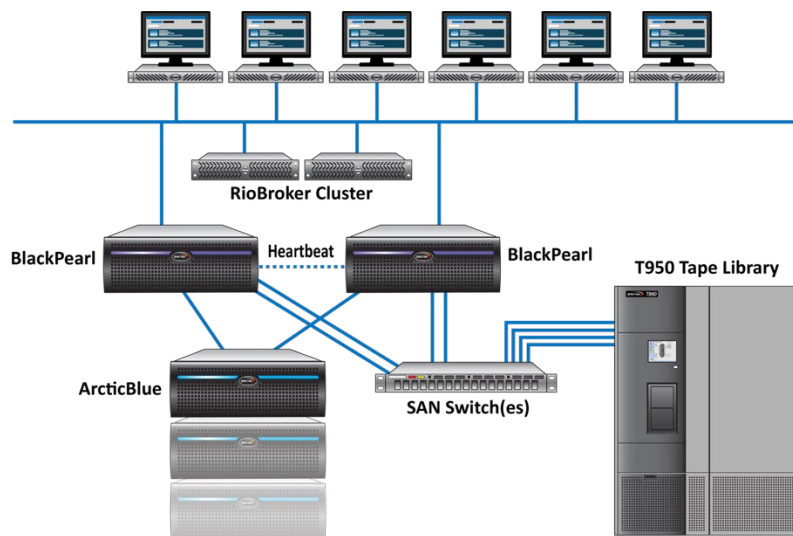 RioBroker Cluster
BlackPearl
Heartbeat
BlackPearl
T950 Tape Library
T950
ArcticBlue
SAN Switch(es)